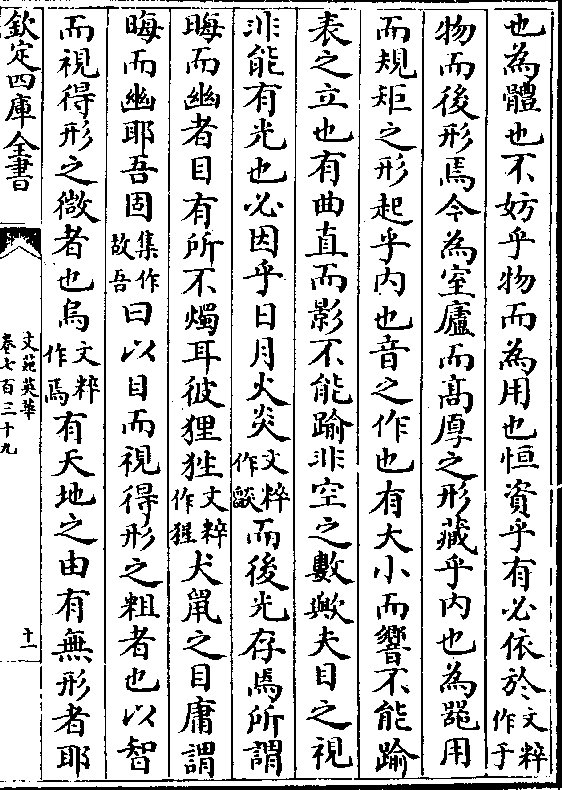 也為體也不妨乎物而為用也恒資乎有必依於文粹作乎
物而後形焉今為室廬而髙厚之形藏乎内也為噐用
而規矩之形起乎内也音之作也有大小而響不能踰
表之立也有曲直而影不能踰非空之數歟夫目之視
非能有光也必因乎日月火炎文粹作燄而後光存焉所謂
晦而幽者目有所不燭耳彼狸狌文粹作猩犬鼠之目庸謂
晦而幽耶吾固集作故吾曰以目而視得形之粗者也以智
而視得形之微者也烏文粹作焉有天地之由有無形者耶
欽定四庫全書
文苑英華
卷七百三十九
十一